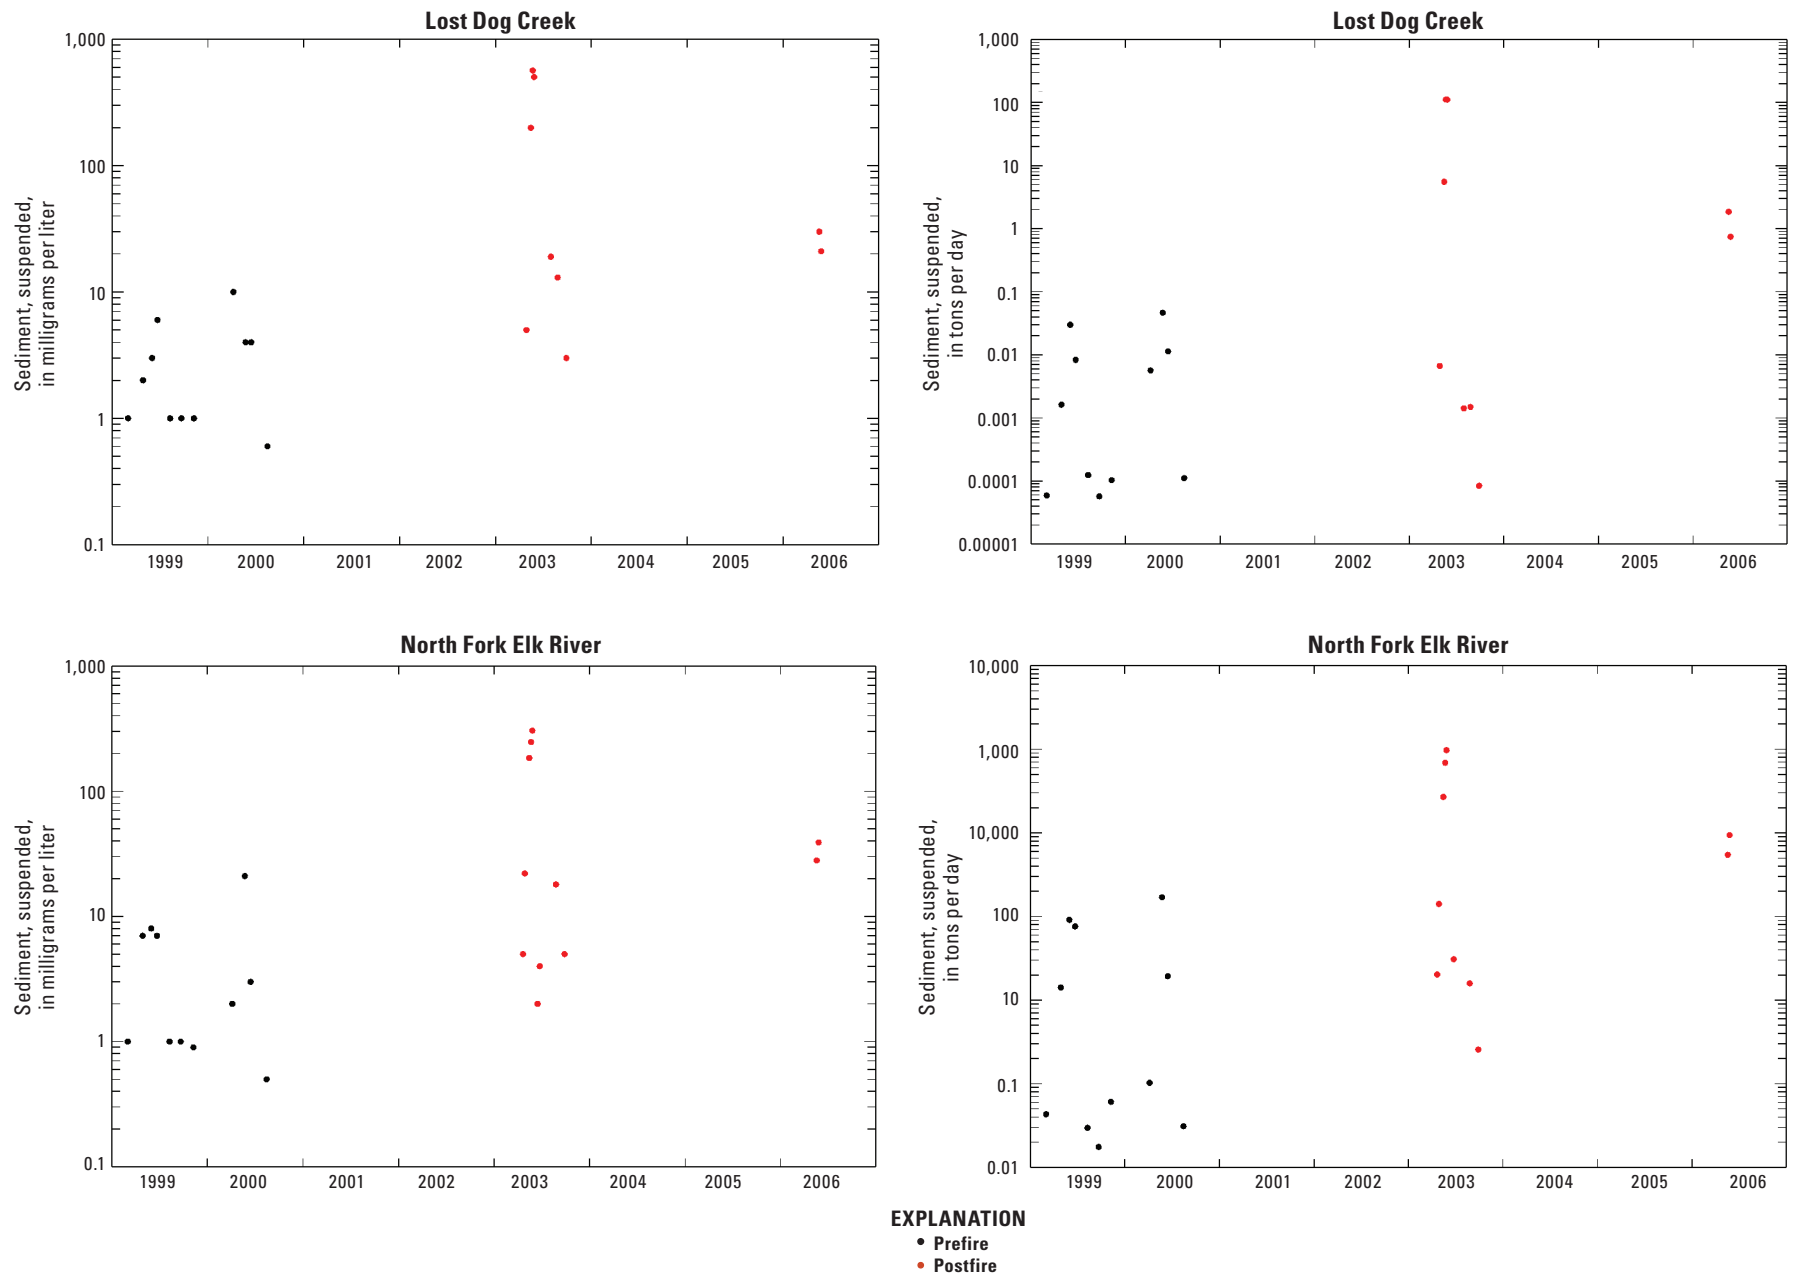 Lost Dog Creek
1,000
100
10
1
0.1
Sediment, suspended,
in milligrams per liter
1999 2000 2001 2002 2003 2004 2005 2006
Lost Dog Creek
1,000
100
10
1
0.1
0.01
0.001
0.0001
0.00001
Sediment, suspended,
in tons per day
1999 2000 2001 2002 2003 2004 2005 2006
North Fork Elk River
1,000
100
10
1
0.1
Sediment, suspended,
in milligrams per liter
1999 2000 2001 2002 2003 2004 2005 2006
North Fork Elk River
10,000
1,000
10,000
100
10
0.1
0.01
Sediment, suspended,
in tons per day
1999 2000 2001 2002 2003 2004 2005 2006
EXPLANATION
Prefire
Postfire